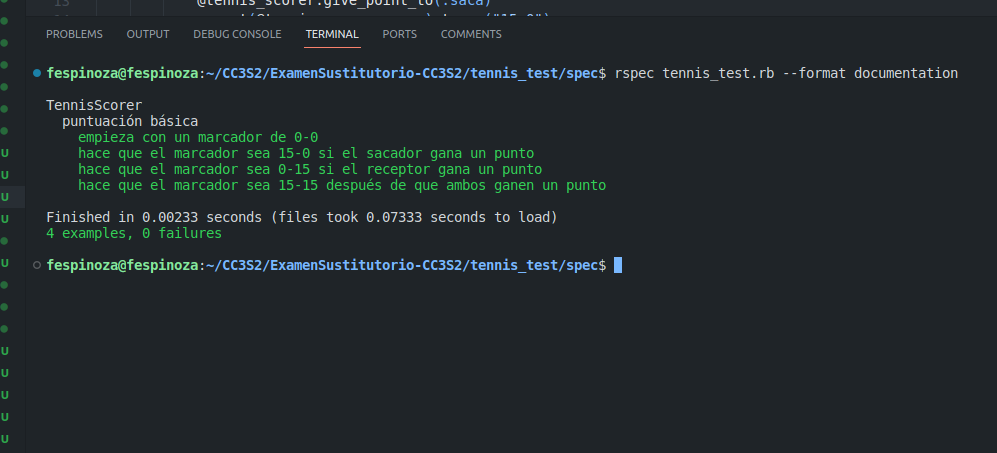 13 @tennis_scorer.give_point_to(:saca)
PROBLEMS OUTPUT DEBUG CONSOLE TERMINAL PORTS COMMENTS
fespinoza@fespinoza:~/CC3S2/ExamenSustitutorio-CC3S2/tennis_test/spec$ rspec tennis_test.rb --format documentation
TennisScorer
puntuación básica
empieza con un marcador de 0-0
hace que el marcador sea 15-0 si el sacador gana un punto
hace que el marcador sea 0-15 si el receptor gana un punto
hace que el marcador sea 15-15 después de que ambos ganen un punto
Finished in 0.00233 seconds (files took 0.07333 seconds to load)
4 examples, 0 failures
fespinoza@fespinoza:~/CC3S2/ExamenSustitutorio-CC3S2/tennis_test/spec$
U
U
U
U
U
U
U
U
U
U